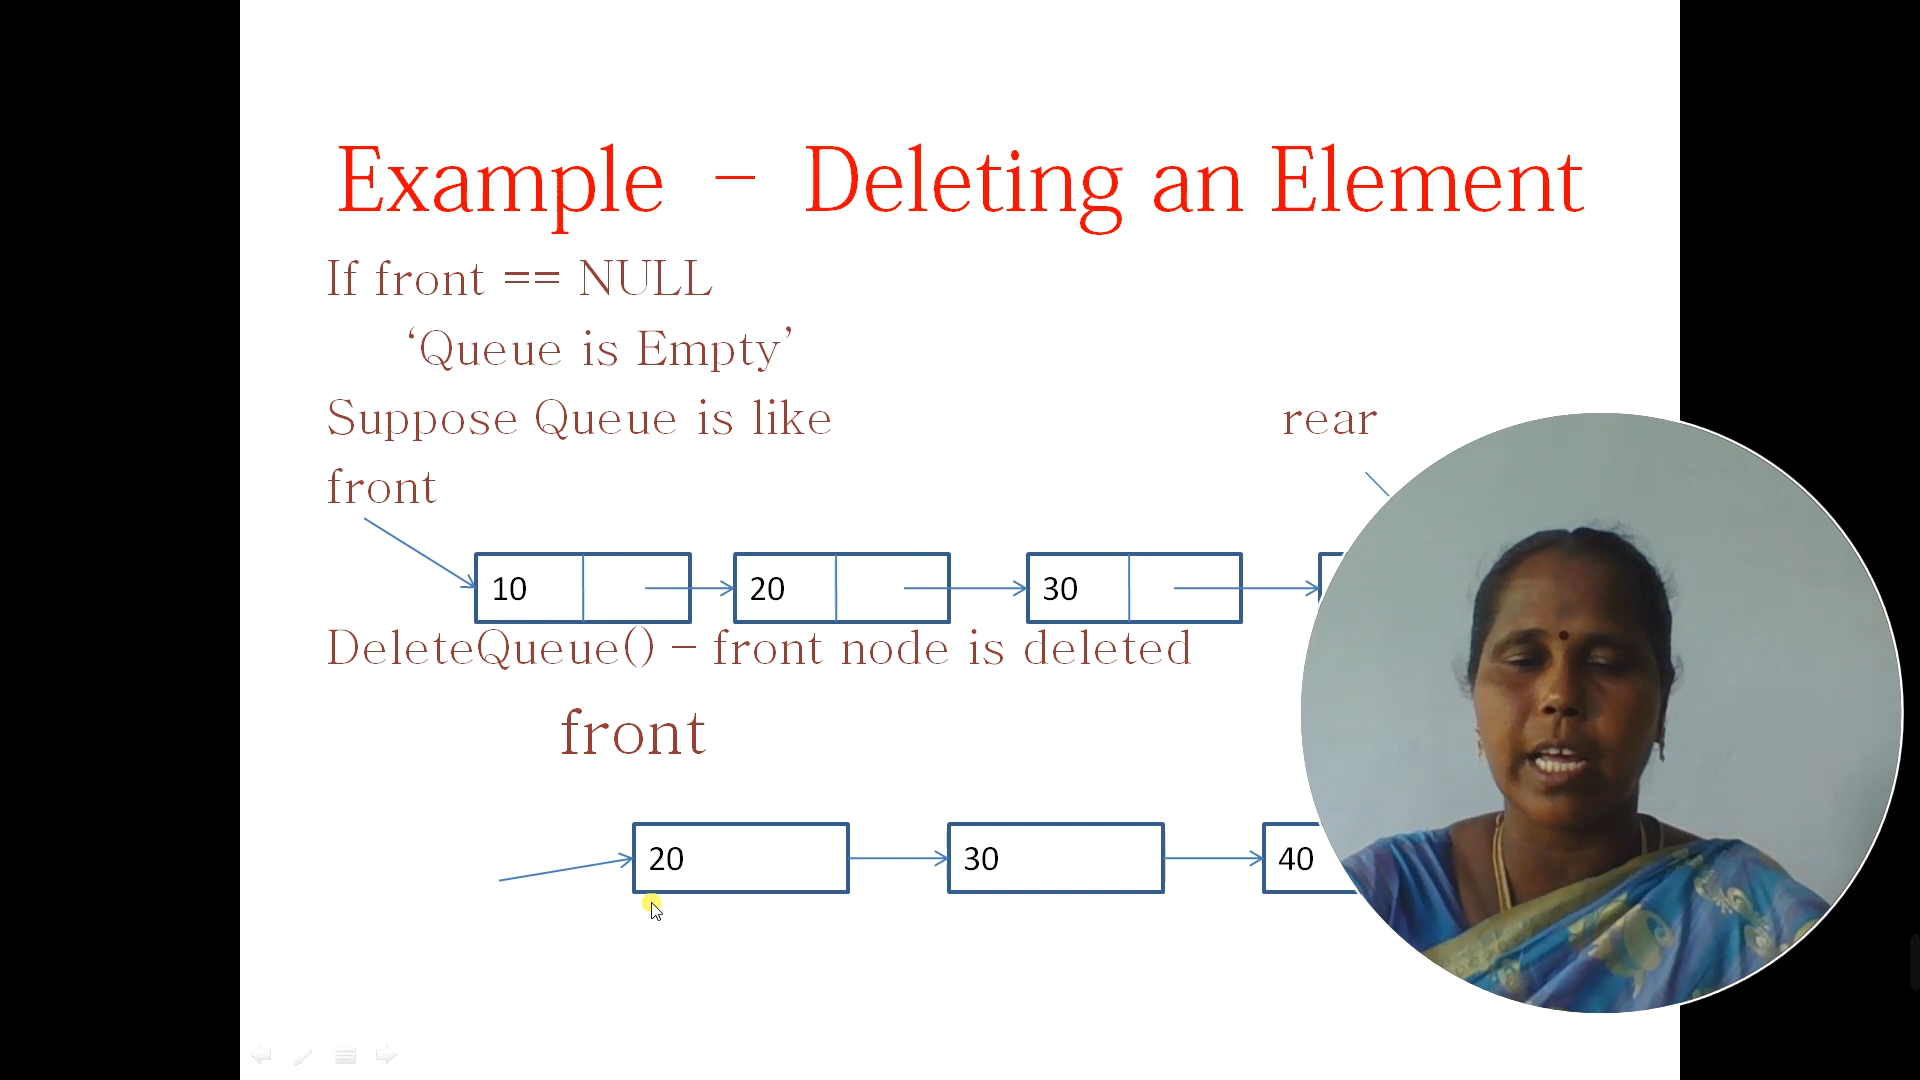 Example - Deleting an Element
If front == NULL
‘Queue is Empty’
Suppose Queue is like
rear
front
10 20 30
DeleteQueue() – front node is deleted
front
20 30 40